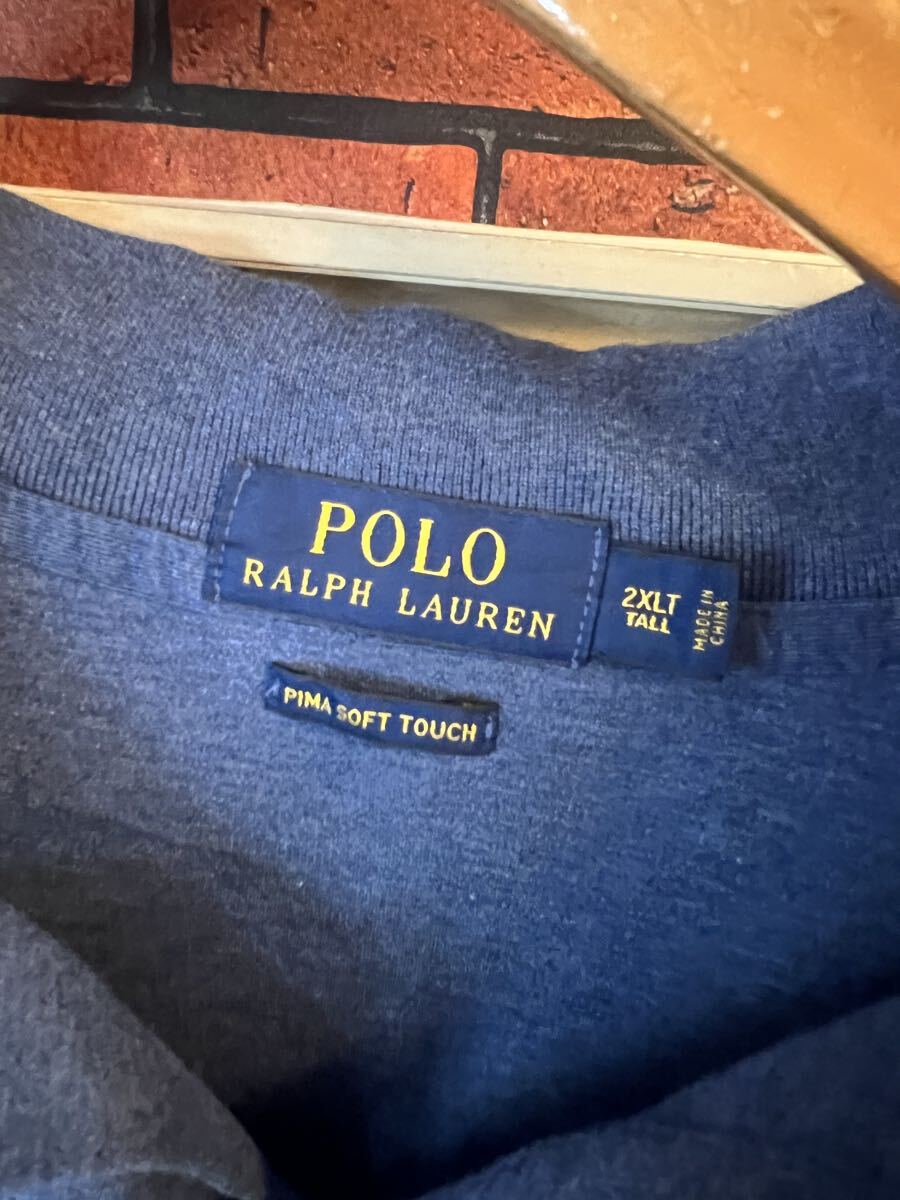 POLO
RALPH LAUREN
2XLT
TALL
MADE IN
CHINA
PIMA SOFT TOUCH